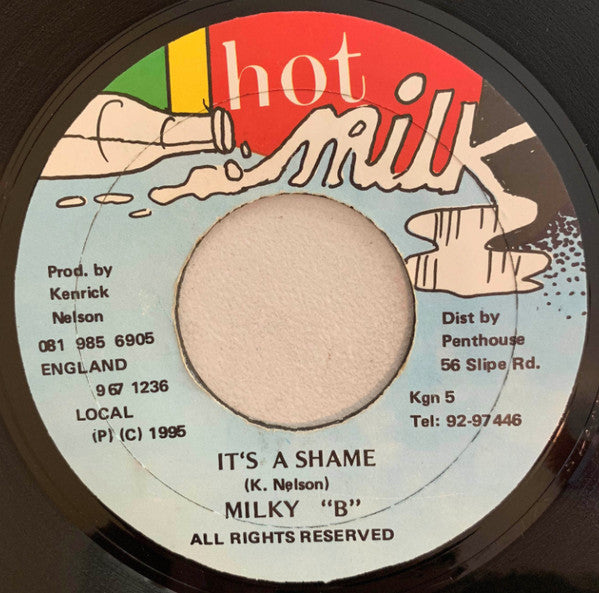 hot
milk
Prod. by
Kenrick
Nelson
081 985 6905
ENGLAND
967 1236
LOCAL
(P) (C) 1995
Dist by
Penthouse
56 Slipe Rd.
Kgn 5
Tel: 92-97446
IT'S A SHAME
(K. Nelson)
MILKY "B"
ALL RIGHTS RESERVED